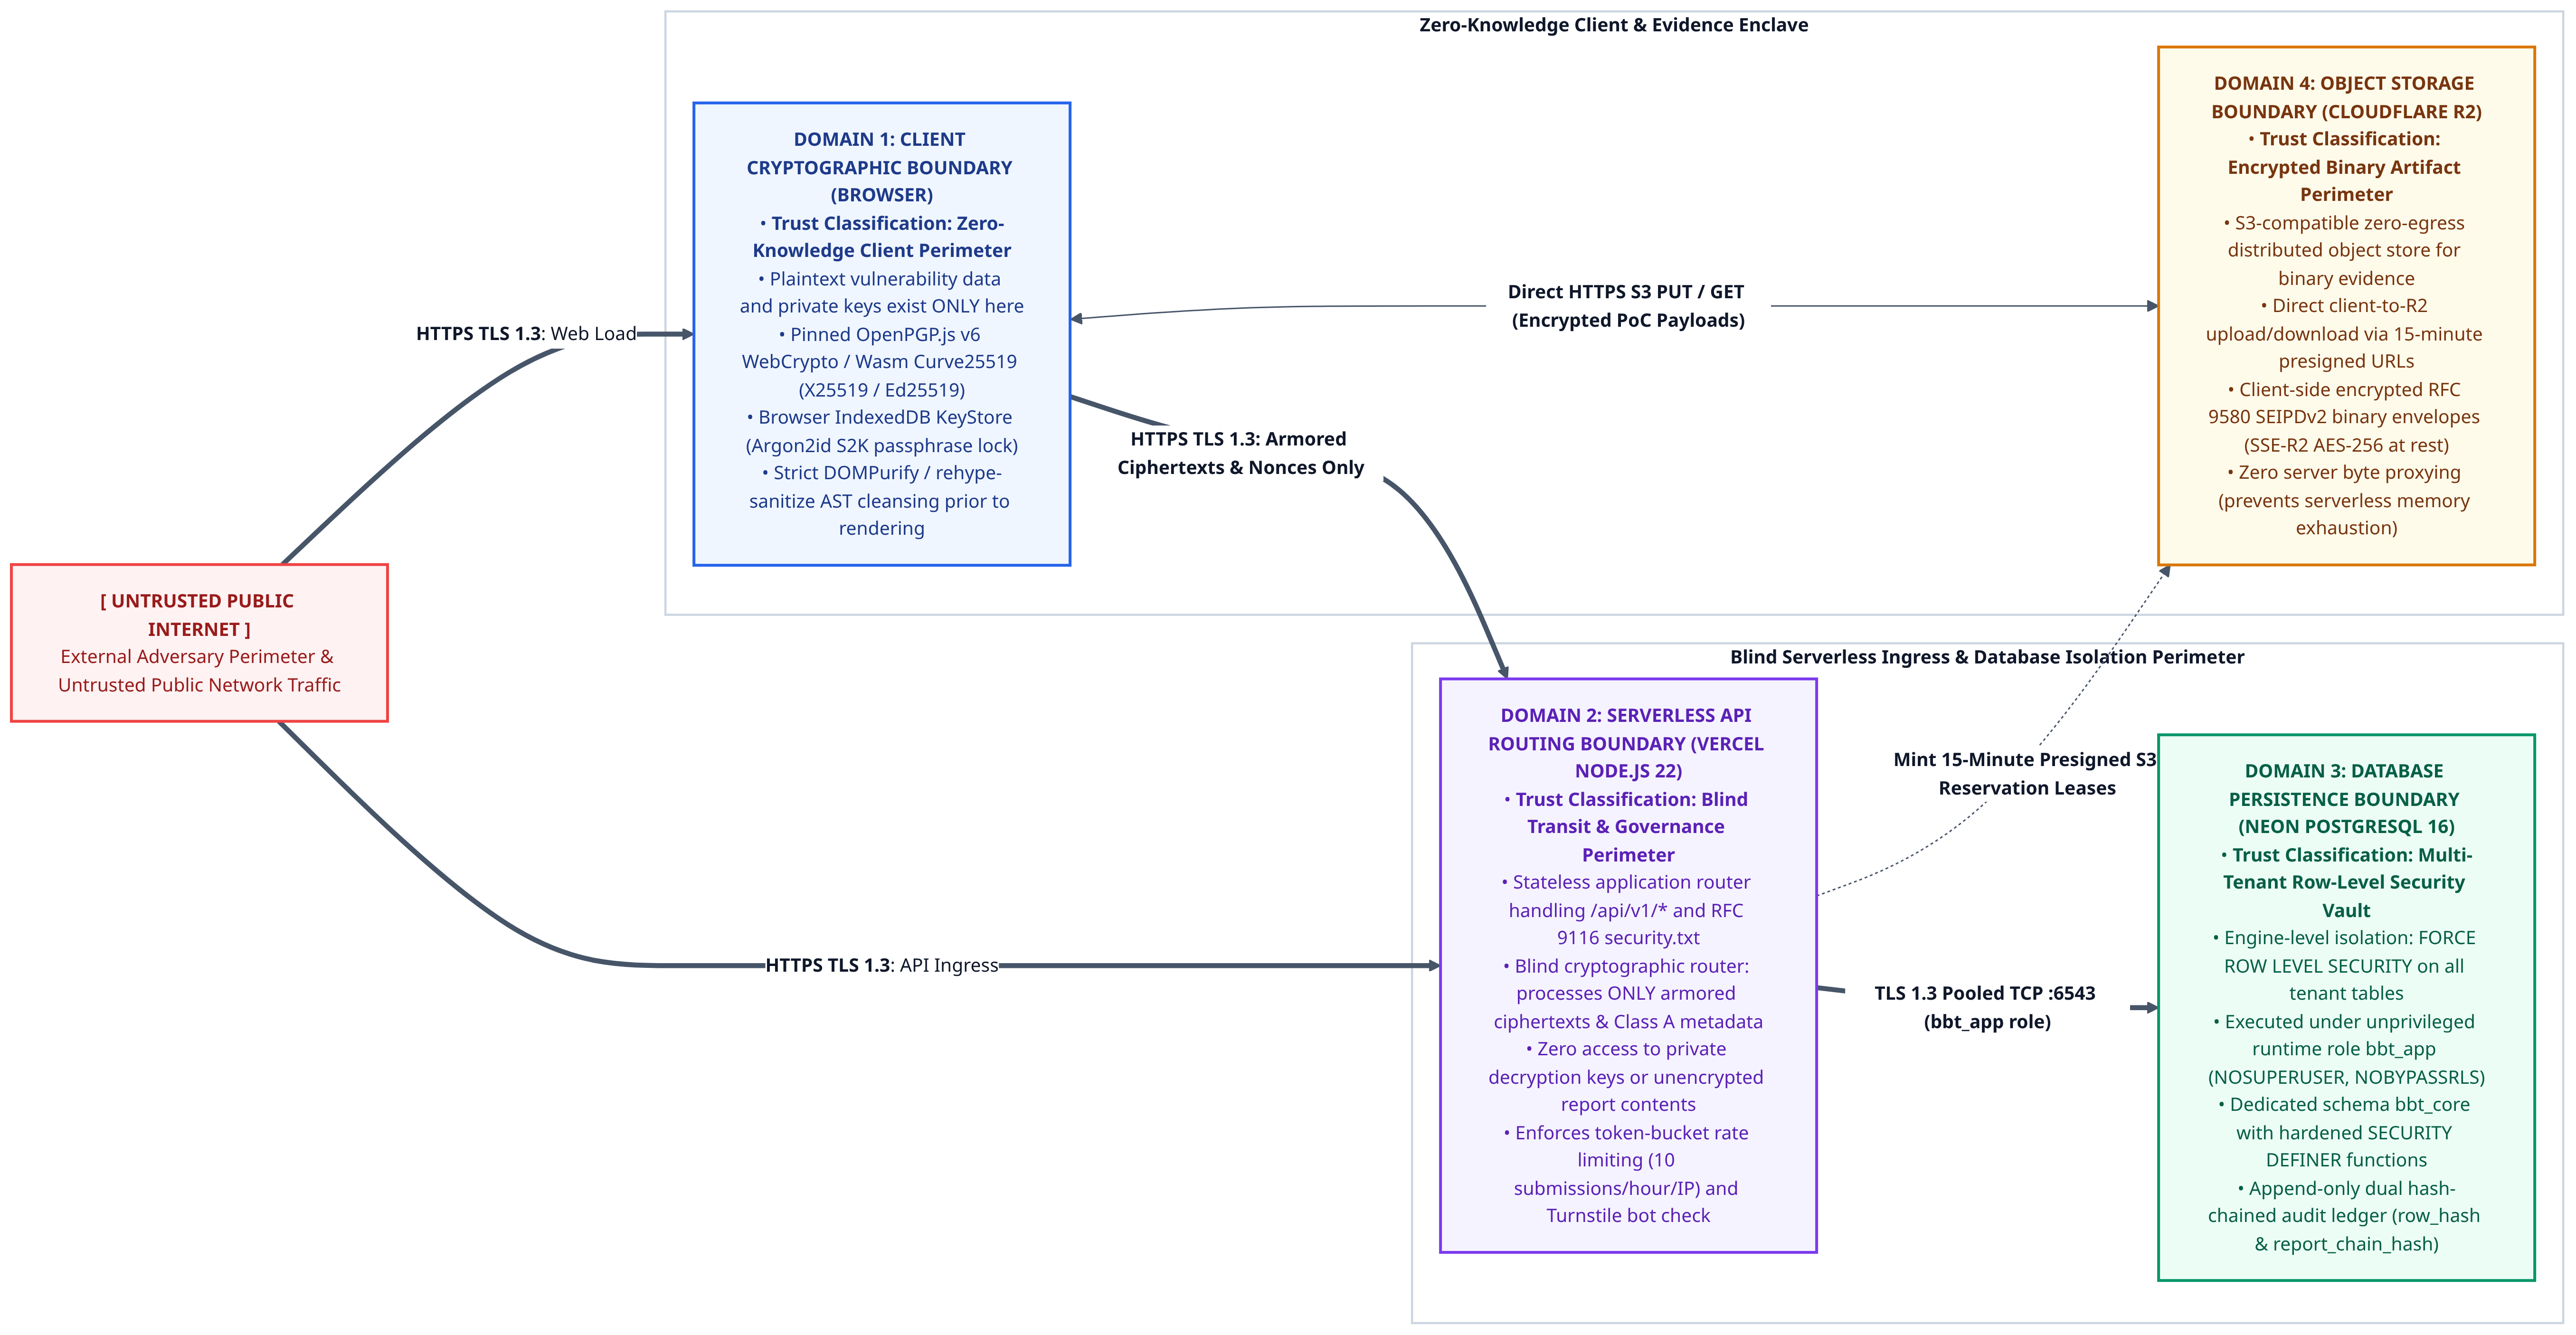 Zero-Knowledge Client & Evidence Enclave
DOMAIN 1: CLIENT
CRYPTOGRAPHIC BOUNDARY
(BROWSER)
• Trust Classification: Zero-
Knowledge Client Perimeter
• Plaintext vulnerability data
and private keys exist ONLY here
• Pinned OpenPGP.js v6
WebCrypto / Wasm Curve25519
(X25519 / Ed25519)
• Browser IndexedDB KeyStore
(Argon2id S2K passphrase lock)
• Strict DOMPurify / rehype-
sanitize AST cleansing prior to
rendering
DOMAIN 4: OBJECT STORAGE
BOUNDARY (CLOUDFLARE R2)
• Trust Classification:
Encrypted Binary Artifact
Perimeter
• S3-compatible zero-egress
distributed object store for
binary evidence
• Direct client-to-R2
upload/download via 15-minute
presigned URLs
• Client-side encrypted RFC
9580 SEIPDv2 binary envelopes
(SSE-R2 AES-256 at rest)
• Zero server byte proxying
(prevents serverless memory
exhaustion)
Direct HTTPS S3 PUT / GET
(Encrypted PoC Payloads)
HTTPS TLS 1.3: Web Load
HTTPS TLS 1.3: Armored
Ciphertexts & Nonces Only
[ UNTRUSTED PUBLIC
INTERNET ]
External Adversary Perimeter &
Untrusted Public Network Traffic
Blind Serverless Ingress & Database Isolation Perimeter
DOMAIN 2: SERVERLESS API
ROUTING BOUNDARY (VERCEL
NODE.JS 22)
• Trust Classification: Blind
Transit & Governance
Perimeter
• Stateless application router
handling /api/v1/* and RFC
9116 security.txt
• Blind cryptographic router:
processes ONLY armored
ciphertexts & Class A metadata
• Zero access to private
decryption keys or unencrypted
report contents
• Enforces token-bucket rate
limiting (10
submissions/hour/IP) and
Turnstile bot check
Mint 15-Minute Presigned S3
Reservation Leases
DOMAIN 3: DATABASE
PERSISTENCE BOUNDARY
(NEON POSTGRESQL 16)
• Trust Classification: Multi-
Tenant Row-Level Security
Vault
• Engine-level isolation: FORCE
ROW LEVEL SECURITY on all
tenant tables
• Executed under unprivileged
runtime role bbt_app
(NOSUPERUSER, NOBYPASSRLS)
• Dedicated schema bbt_core
with hardened SECURITY
DEFINER functions
• Append-only dual hash-
chained audit ledger (row_hash
& report_chain_hash)
HTTPS TLS 1.3: API Ingress
TLS 1.3 Pooled TCP :6543
(bbt_app role)